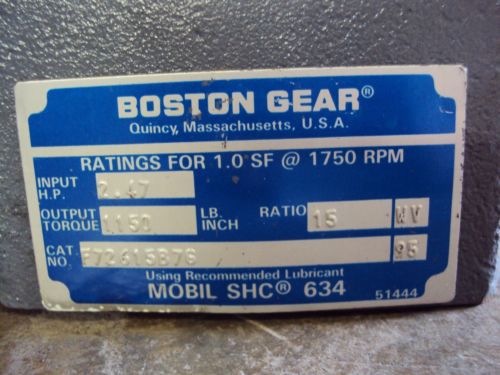 BOSTON GEAR®
Quincy, Massachusetts, U.S.A.
RATINGS FOR 1.0 SF @ 1750 RPM
INPUT H.P. 2.47
OUTPUT TORQUE 1150 LB. INCH RATIO 15 WV
CAT. NO. F72615B7G 95
Using Recommended Lubricant
MOBIL SHC® 634
51444